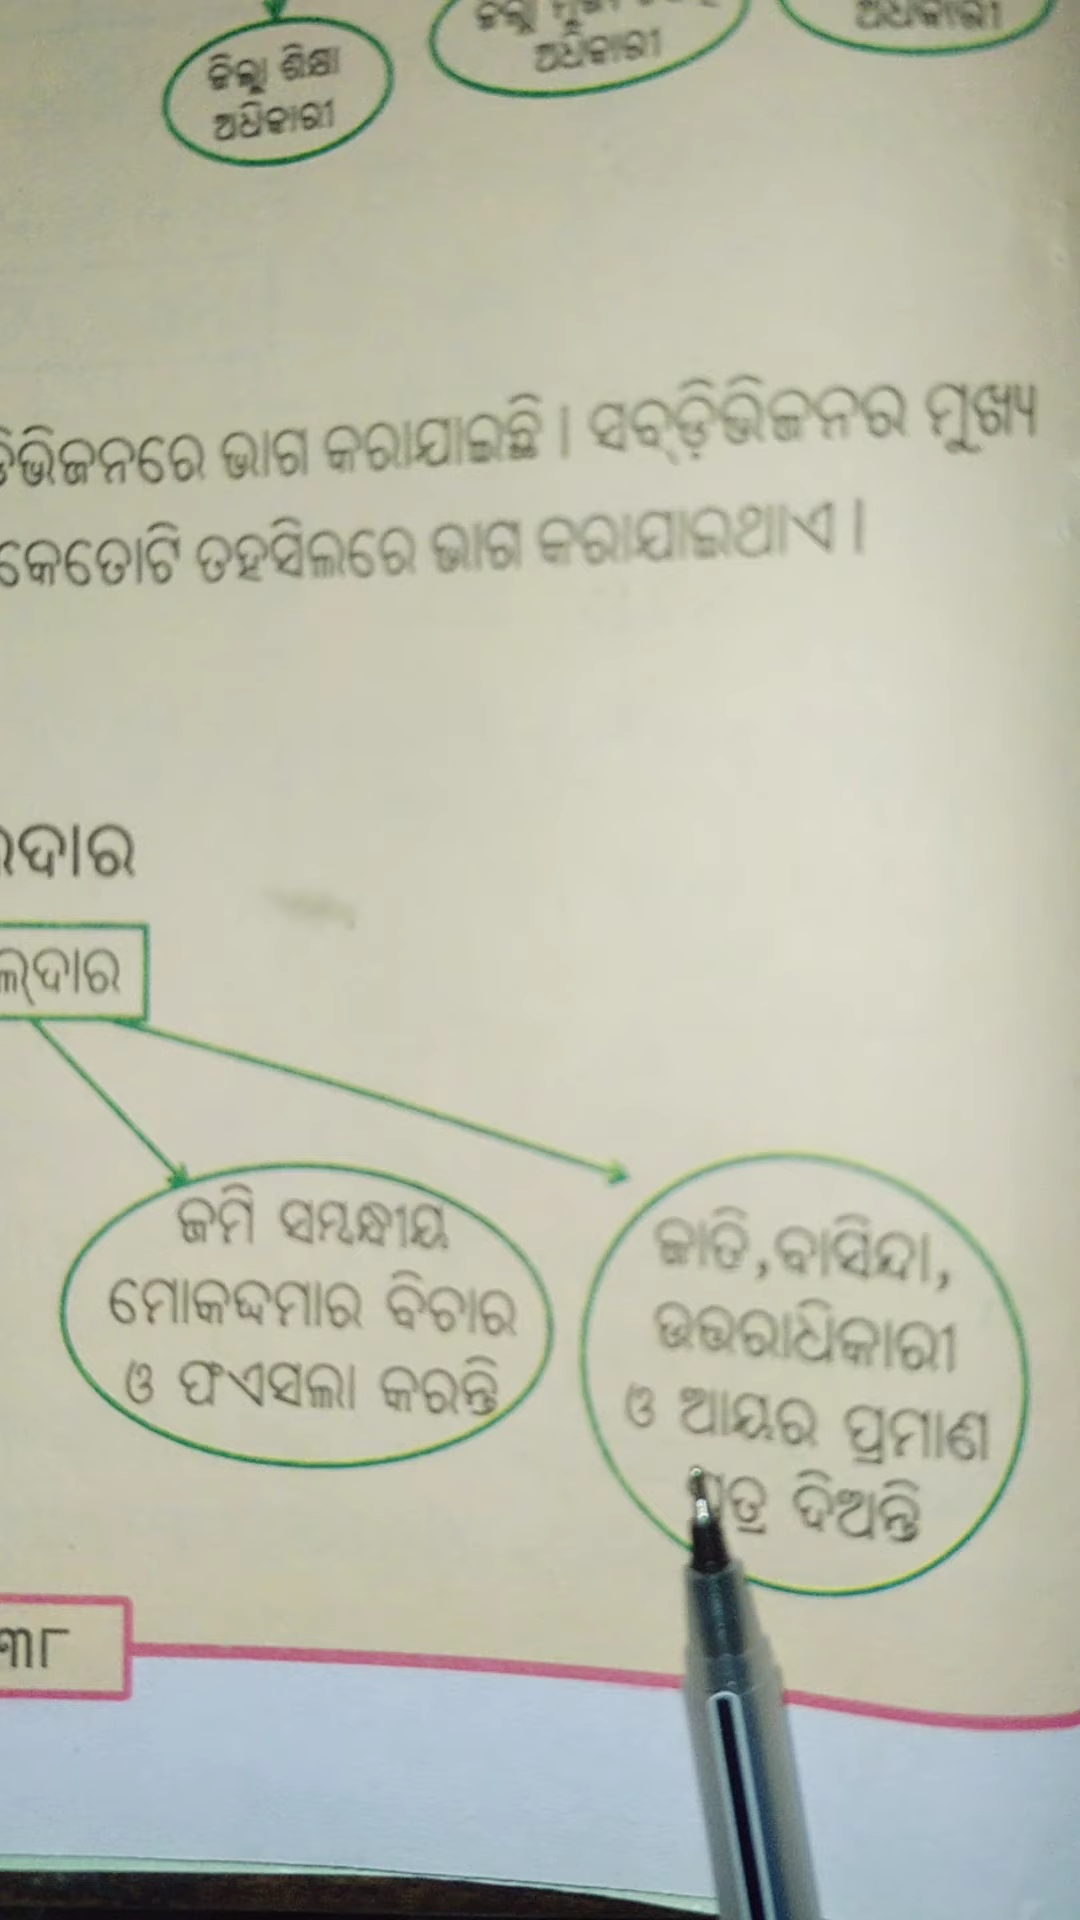 ଜିଲ୍ଲା ଶିକ୍ଷା
ଅଧିକାରୀ
ଜିଲ୍ଲା ମୁଖ୍ୟ
ଅଧିକାରୀ
ଅଧିକାରୀ
ଡିଭିଜନରେ ଭାଗ କରାଯାଇଛି । ସବ୍‌ଡ଼ିଭିଜନର ମୁଖ୍ୟ
କେତୋଟି ତହସିଲରେ ଭାଗ କରାଯାଇଥାଏ ।
ଦାର
ଲ୍‌ଦାର
ଜମି ସମ୍ବନ୍ଧୀୟ
ମୋକଦ୍ଦମାର ବିଚାର
ଓ ଫଏସଲା କରନ୍ତି
ଜାତି, ବାସିନ୍ଦା,
ଉତ୍ତରାଧିକାରୀ
ଓ ଆୟର ପ୍ରମାଣ
ପତ୍ର ଦିଅନ୍ତି
୩୮